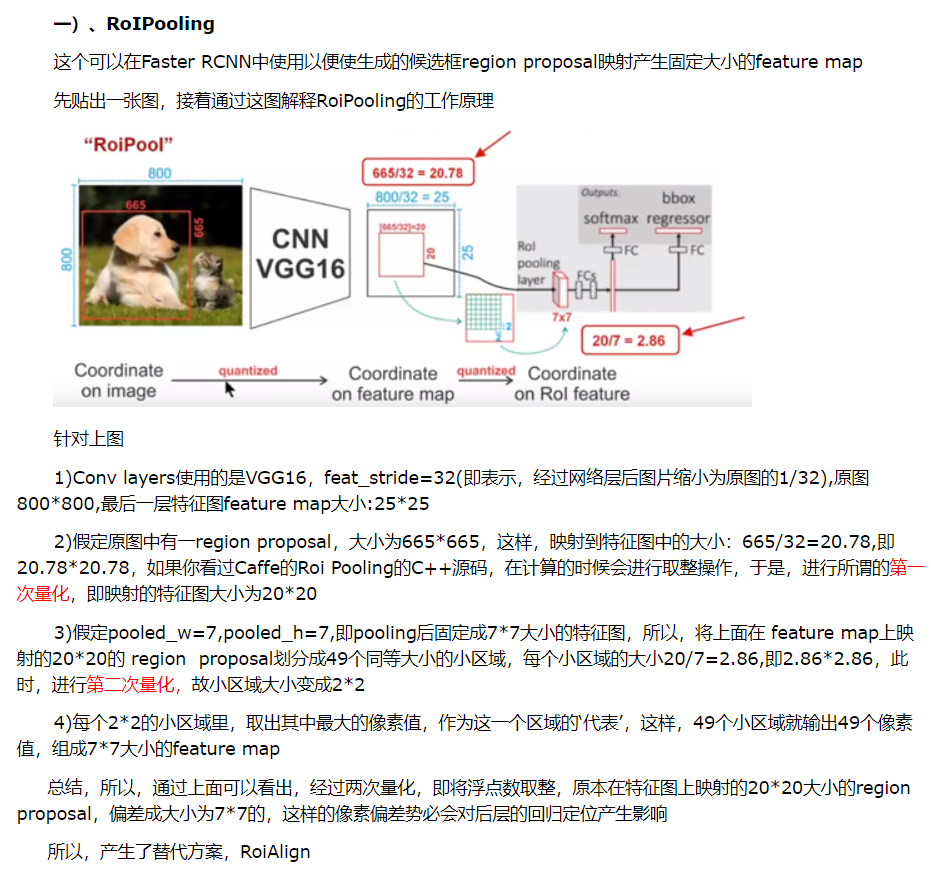 一）、RoIPooling
这个可以在Faster RCNN中使用以便使生成的候选框region proposal映射产生固定大小的feature map
先贴出一张图，接着通过这图解释RoiPooling的工作原理
“RoiPool”
800
665/32 = 20.78
800/32 = 25
665
665
800
CNN
VGG16
[665/32]=20
20
25
Outputs:
bbox
softmax regressor
FC
FC
RoI
pooling
layer
FCs
2
2
7x7
20/7 = 2.86
Coordinate
on image
quantized
Coordinate
on feature map
quantized
Coordinate
on RoI feature
针对上图
1)Conv layers使用的是VGG16，feat_stride=32(即表示，经过网络层后图片缩小为原图的1/32),原图
800*800,最后一层特征图feature map大小:25*25
2)假定原图中有一region proposal，大小为665*665，这样，映射到特征图中的大小：665/32=20.78,即
20.78*20.78，如果你看过Caffe的Roi Pooling的C++源码，在计算的时候会进行取整操作，于是，进行所谓的第一
次量化，即映射的特征图大小为20*20
3)假定pooled_w=7,pooled_h=7,即pooling后固定成7*7大小的特征图，所以，将上面在 feature map上映
射的20*20的 region  proposal划分成49个同等大小的小区域，每个小区域的大小20/7=2.86,即2.86*2.86，此
时，进行第二次量化，故小区域大小变成2*2
4)每个2*2的小区域里，取出其中最大的像素值，作为这一个区域的‘代表’，这样，49个小区域就输出49个像素
值，组成7*7大小的feature map
总结，所以，通过上面可以看出，经过两次量化，即将浮点数取整，原本在特征图上映射的20*20大小的region
proposal，偏差成大小为7*7的，这样的像素偏差势必会对后层的回归定位产生影响
所以，产生了替代方案，RoiAlign